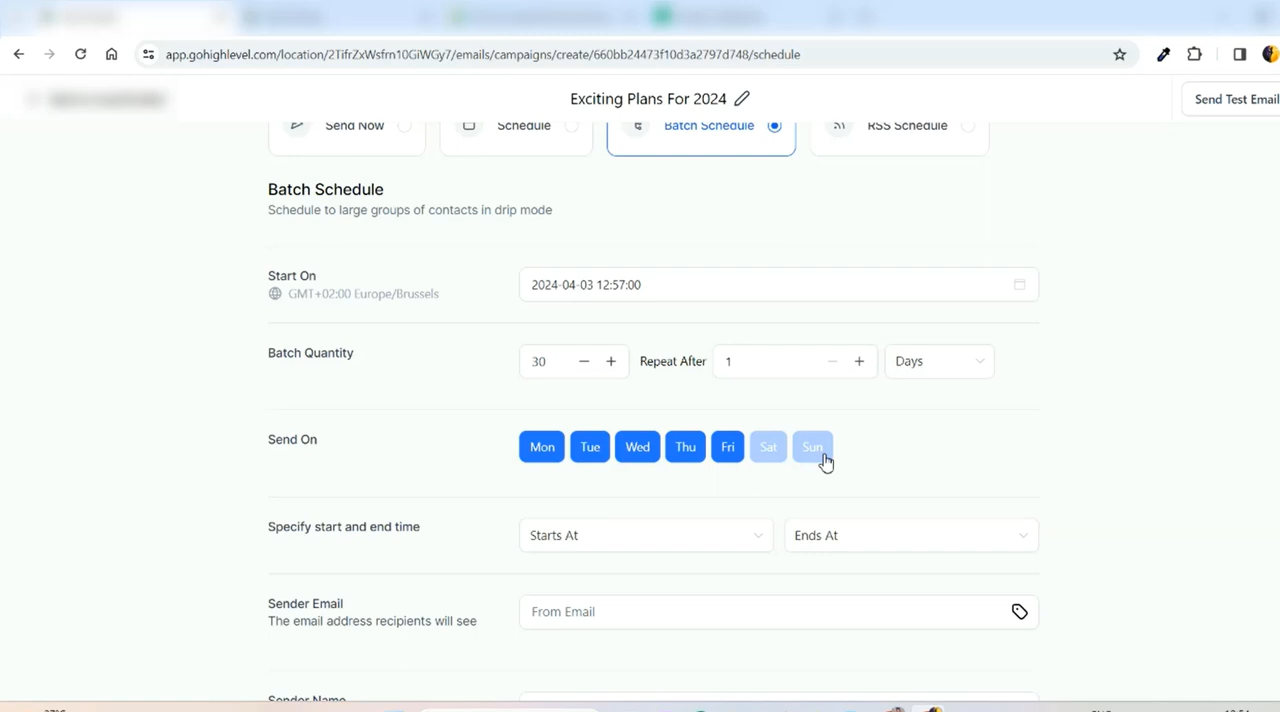 app.gohighlevel.com/location/2TifrZxWsfrn10GiWGy7/emails/campaigns/create/660bb24473f10d3a2797d748/schedule
Exciting Plans For 2024
Send Test Email
Send Now
Schedule
Batch Schedule
RSS Schedule
Batch Schedule
Schedule to large groups of contacts in drip mode
Start On
GMT+02:00 Europe/Brussels
2024-04-03 12:57:00
Batch Quantity
30
Repeat After
1
Days
Send On
Mon Tue Wed Thu Fri Sat Sun
Specify start and end time
Starts At
Ends At
Sender Email
The email address recipients will see
From Email
Sender Name